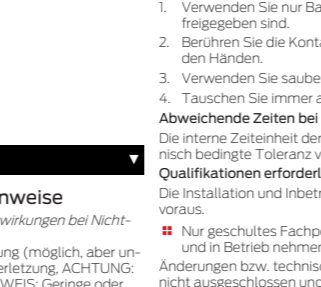 1. Verwenden Sie nur Ba
freigegeben sind.
2. Berühren Sie die Konta
den Händen.
3. Verwenden Sie saube
4. Tauschen Sie immer a
Abweichende Zeiten bei
Die interne Zeiteinheit der
nisch bedingte Toleranz v
Qualifikationen erforderl
Die Installation und Inbet
voraus.
Nur geschultes Fachpe
und in Betrieb nehmer
Änderungen bzw. technis
nicht ausgeschlossen und
▼
nweise
wirkungen bei Nicht-
ung (möglich, aber un-
erletzung, ACHTUNG:
WEIS: Geringe oder